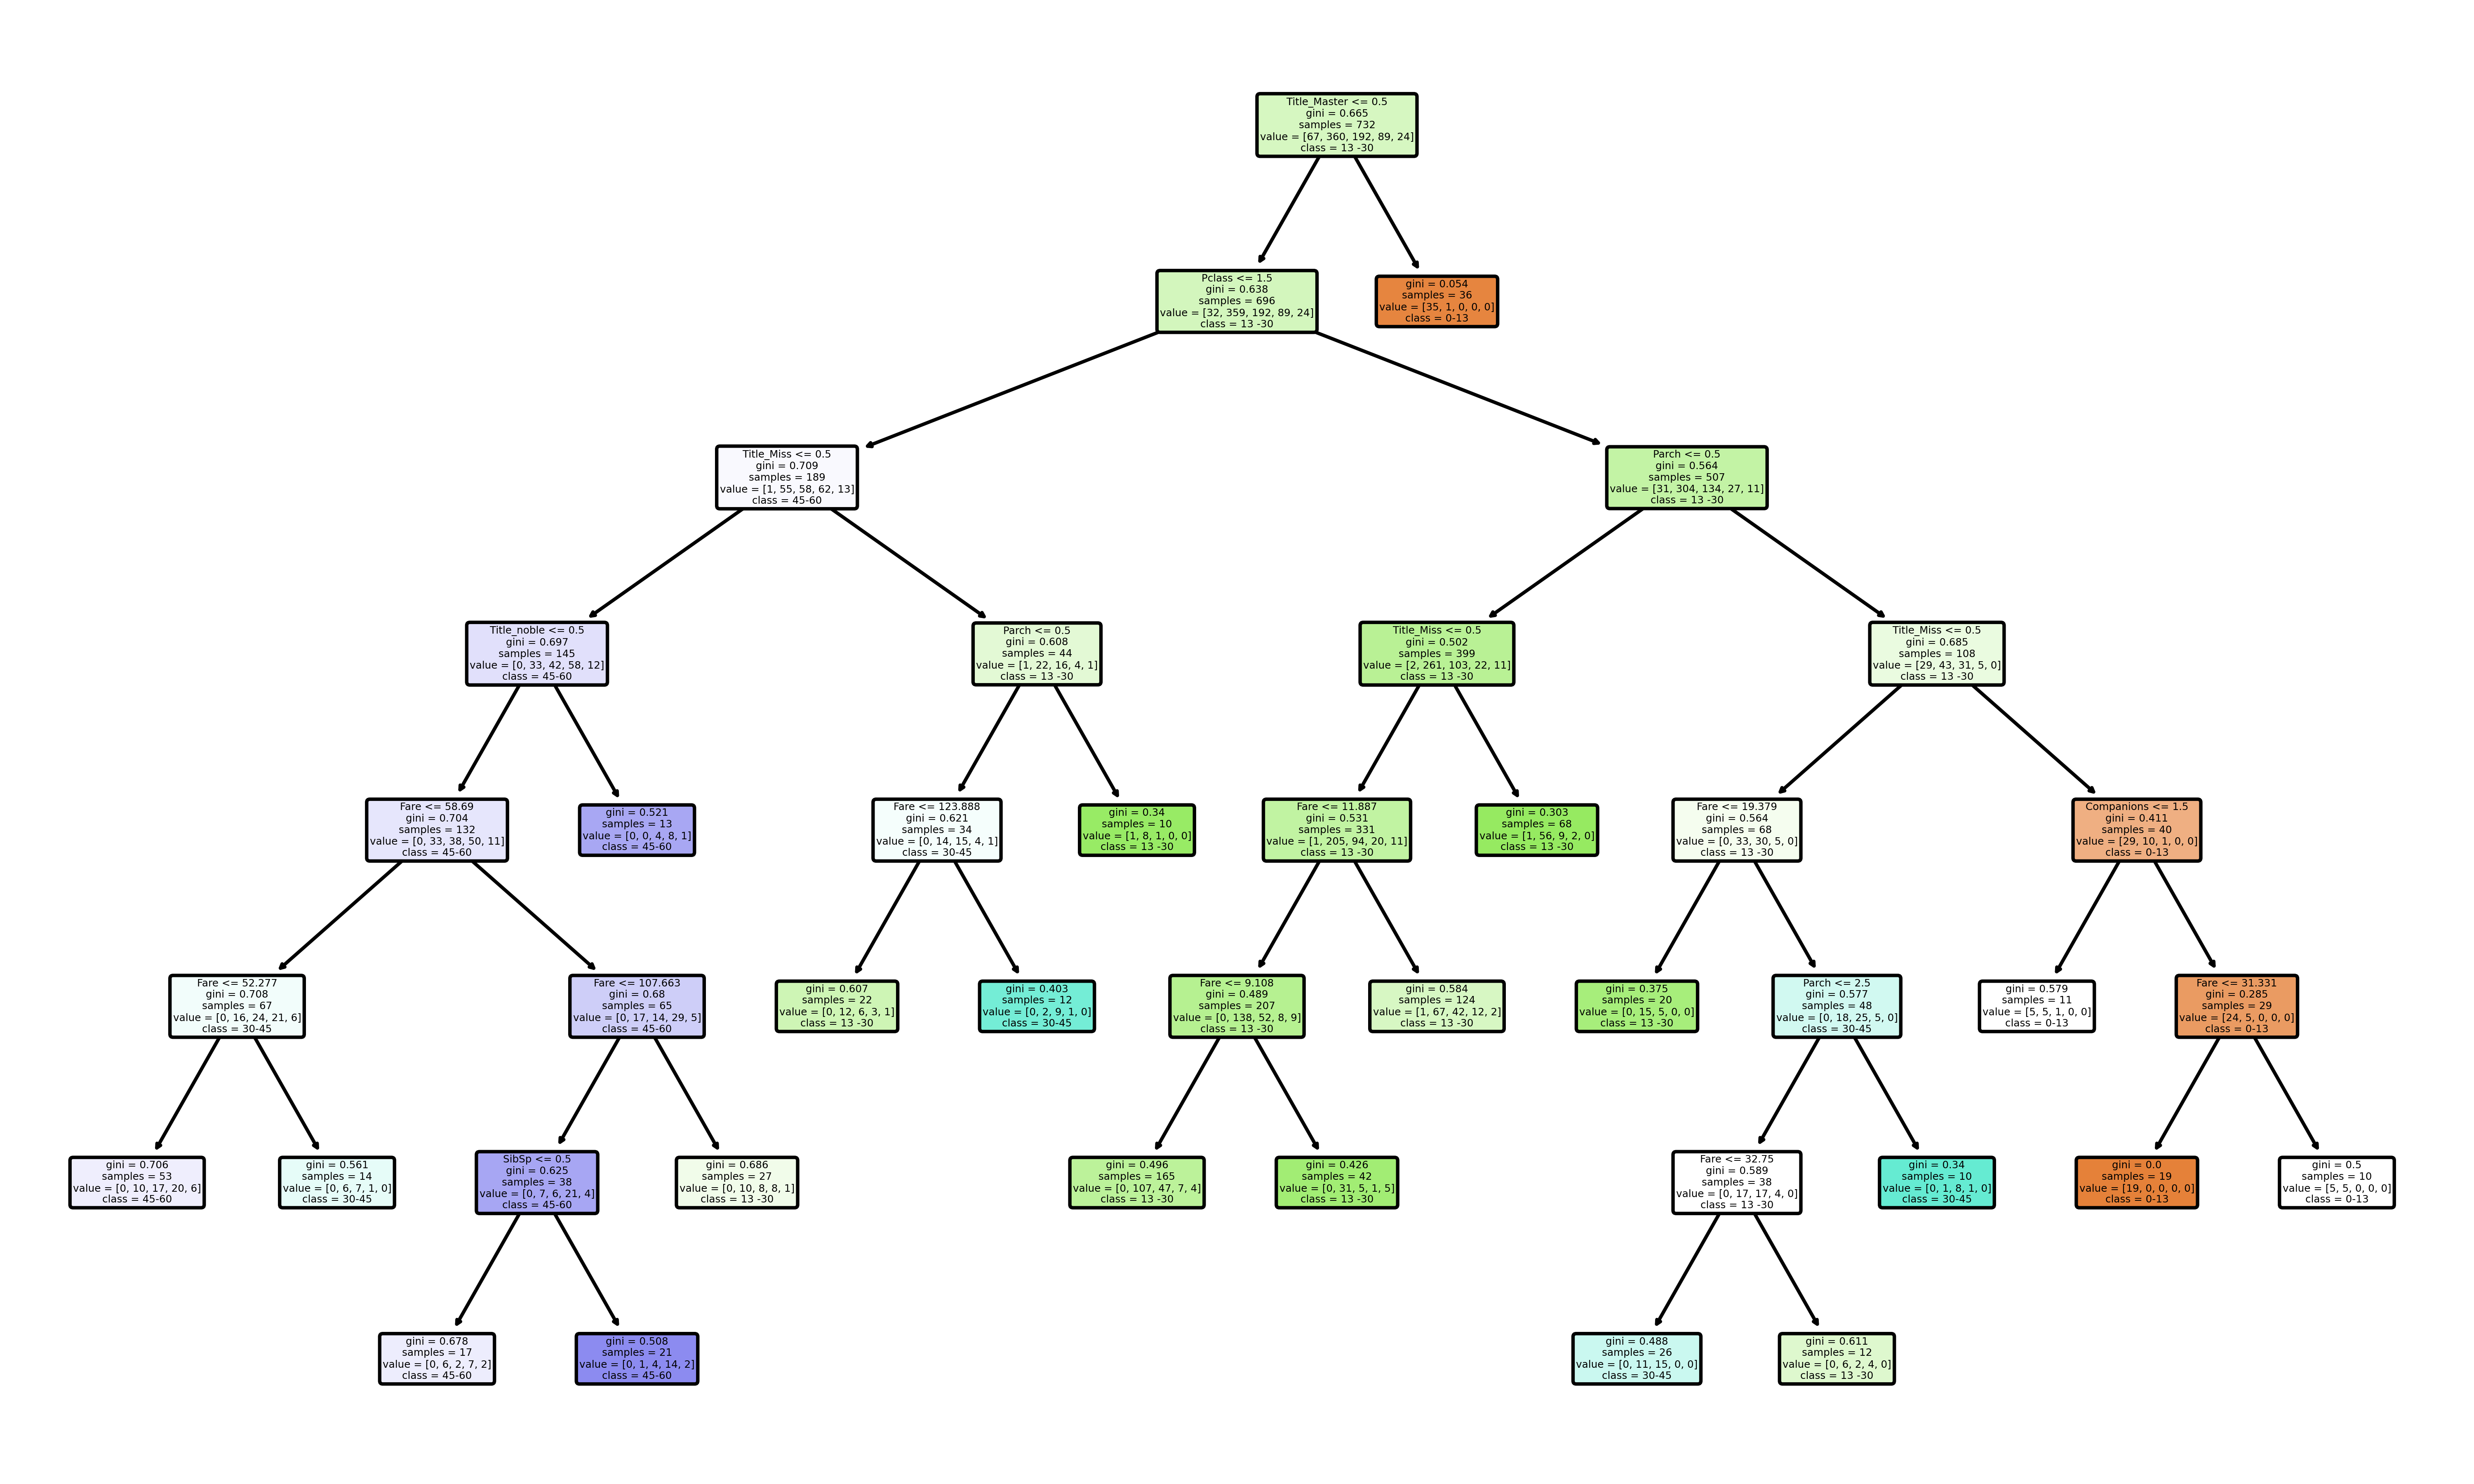 Title_Master <= 0.5
gini = 0.665
samples = 732
value = [67, 360, 192, 89, 24]
class = 13 -30
Pclass <= 1.5
gini = 0.638
samples = 696
value = [32, 359, 192, 89, 24]
class = 13 -30
gini = 0.054
samples = 36
value = [35, 1, 0, 0, 0]
class = 0-13
Title_Miss <= 0.5
gini = 0.709
samples = 189
value = [1, 55, 58, 62, 13]
class = 45-60
Parch <= 0.5
gini = 0.564
samples = 507
value = [31, 304, 134, 27, 11]
class = 13 -30
Title_noble <= 0.5
gini = 0.697
samples = 145
value = [0, 33, 42, 58, 12]
class = 45-60
Parch <= 0.5
gini = 0.608
samples = 44
value = [1, 22, 16, 4, 1]
class = 13 -30
Title_Miss <= 0.5
gini = 0.502
samples = 399
value = [2, 261, 103, 22, 11]
class = 13 -30
Title_Miss <= 0.5
gini = 0.685
samples = 108
value = [29, 43, 31, 5, 0]
class = 13 -30
Fare <= 58.69
gini = 0.704
samples = 132
value = [0, 33, 38, 50, 11]
class = 45-60
gini = 0.521
samples = 13
value = [0, 0, 4, 8, 1]
class = 45-60
Fare <= 123.888
gini = 0.621
samples = 34
value = [0, 14, 15, 4, 1]
class = 30-45
gini = 0.34
samples = 10
value = [1, 8, 1, 0, 0]
class = 13 -30
Fare <= 11.887
gini = 0.531
samples = 331
value = [1, 205, 94, 20, 11]
class = 13 -30
gini = 0.303
samples = 68
value = [1, 56, 9, 2, 0]
class = 13 -30
Fare <= 19.379
gini = 0.564
samples = 68
value = [0, 33, 30, 5, 0]
class = 13 -30
Companions <= 1.5
gini = 0.411
samples = 40
value = [29, 10, 1, 0, 0]
class = 0-13
Fare <= 52.277
gini = 0.708
samples = 67
value = [0, 16, 24, 21, 6]
class = 30-45
Fare <= 107.663
gini = 0.68
samples = 65
value = [0, 17, 14, 29, 5]
class = 45-60
gini = 0.607
samples = 22
value = [0, 12, 6, 3, 1]
class = 13 -30
gini = 0.403
samples = 12
value = [0, 2, 9, 1, 0]
class = 30-45
Fare <= 9.108
gini = 0.489
samples = 207
value = [0, 138, 52, 8, 9]
class = 13 -30
gini = 0.584
samples = 124
value = [1, 67, 42, 12, 2]
class = 13 -30
gini = 0.375
samples = 20
value = [0, 15, 5, 0, 0]
class = 13 -30
Parch <= 2.5
gini = 0.577
samples = 48
value = [0, 18, 25, 5, 0]
class = 30-45
gini = 0.579
samples = 11
value = [5, 5, 1, 0, 0]
class = 0-13
Fare <= 31.331
gini = 0.285
samples = 29
value = [24, 5, 0, 0, 0]
class = 0-13
gini = 0.706
samples = 53
value = [0, 10, 17, 20, 6]
class = 45-60
gini = 0.561
samples = 14
value = [0, 6, 7, 1, 0]
class = 30-45
SibSp <= 0.5
gini = 0.625
samples = 38
value = [0, 7, 6, 21, 4]
class = 45-60
gini = 0.686
samples = 27
value = [0, 10, 8, 8, 1]
class = 13 -30
gini = 0.496
samples = 165
value = [0, 107, 47, 7, 4]
class = 13 -30
gini = 0.426
samples = 42
value = [0, 31, 5, 1, 5]
class = 13 -30
Fare <= 32.75
gini = 0.589
samples = 38
value = [0, 17, 17, 4, 0]
class = 13 -30
gini = 0.34
samples = 10
value = [0, 1, 8, 1, 0]
class = 30-45
gini = 0.0
samples = 19
value = [19, 0, 0, 0, 0]
class = 0-13
gini = 0.5
samples = 10
value = [5, 5, 0, 0, 0]
class = 0-13
gini = 0.678
samples = 17
value = [0, 6, 2, 7, 2]
class = 45-60
gini = 0.508
samples = 21
value = [0, 1, 4, 14, 2]
class = 45-60
gini = 0.488
samples = 26
value = [0, 11, 15, 0, 0]
class = 30-45
gini = 0.611
samples = 12
value = [0, 6, 2, 4, 0]
class = 13 -30